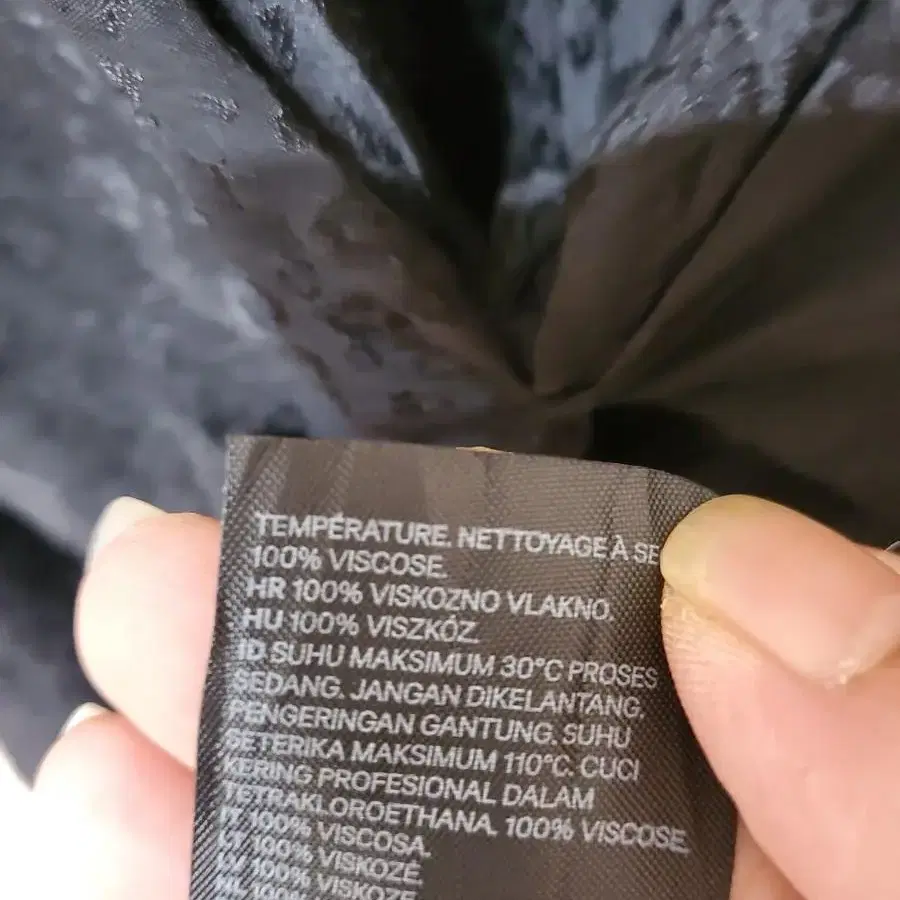 TEMPÉRATURE. NETTOYAGE À SE
100% VISCOSE.
HR 100% VISKOZNO VLAKNO.
HU 100% VISZKÓZ.
ID SUHU MAKSIMUM 30°C PROSES
SEDANG. JANGAN DIKELANTANG.
PENGERINGAN GANTUNG. SUHU
SETERIKA MAKSIMUM 110°C. CUCI
KERING PROFESIONAL DALAM
TETRAKLOROETHANA. 100% VISCOSE.
IT 100% VISCOSA.
LT 100% VISKOZĖ.
LV 100% VISKOZE.
NL 100%